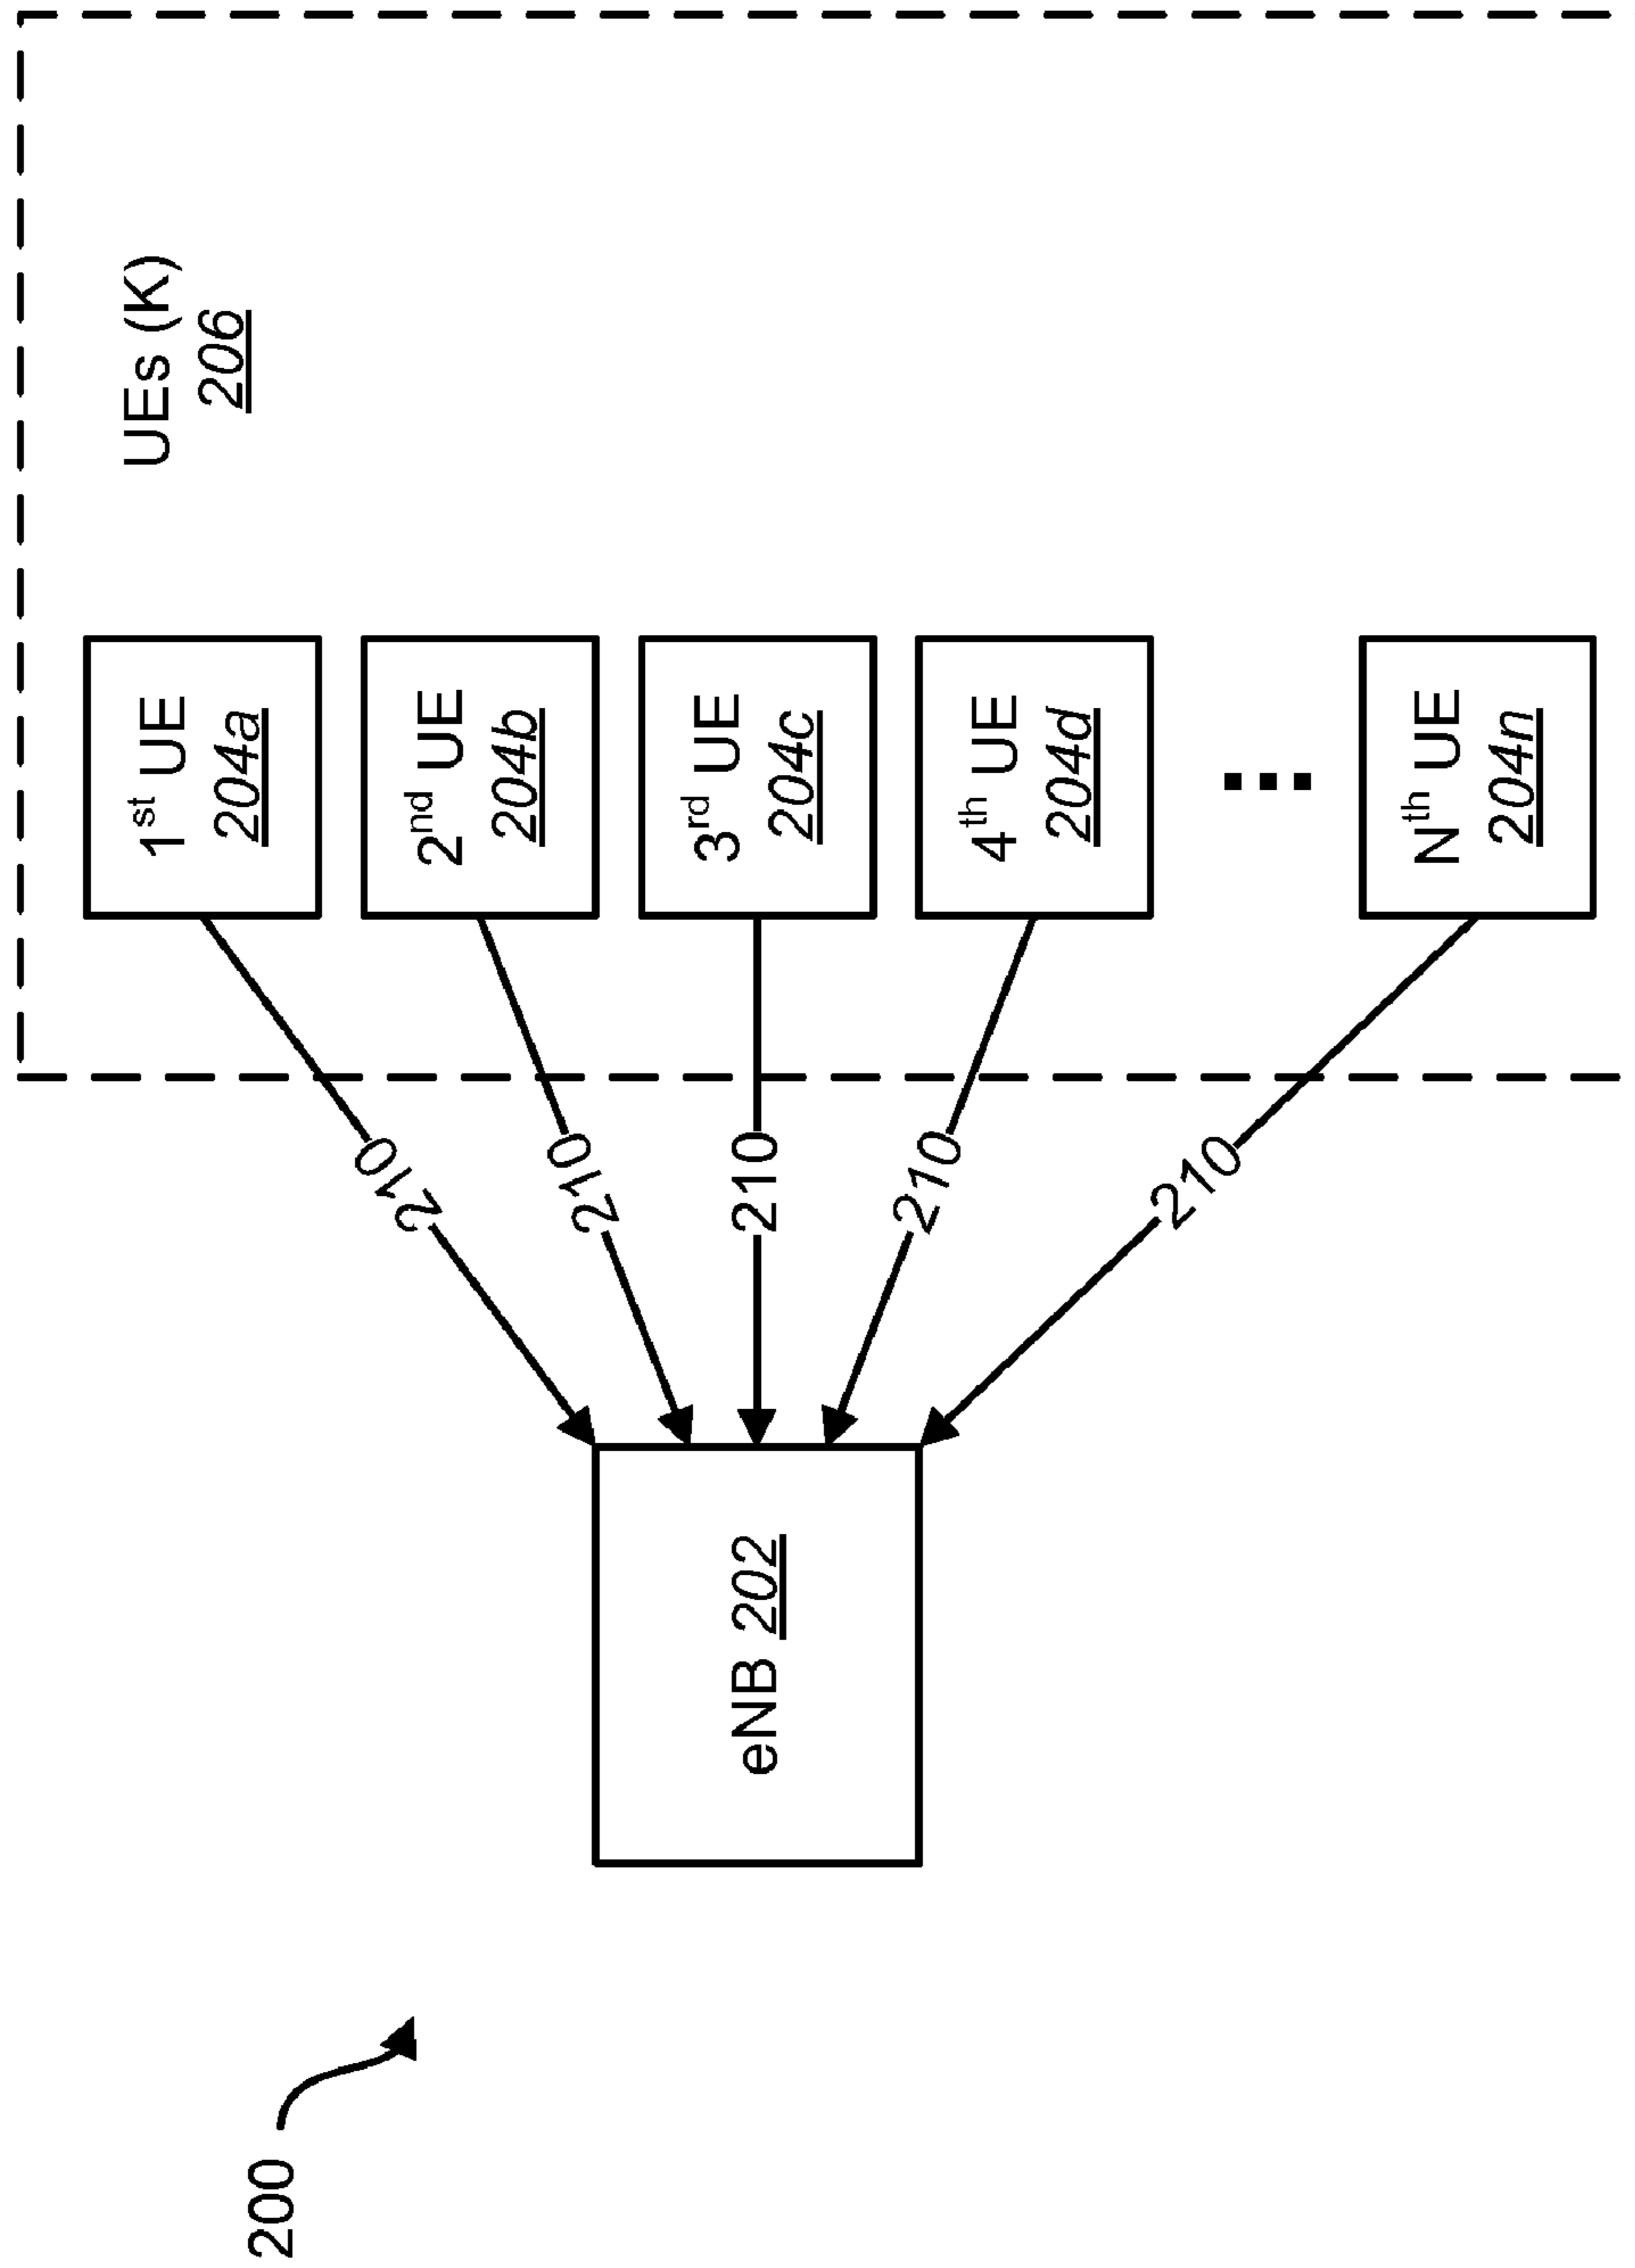 200
UEs (K)
206
1st UE
204a
2nd UE
204b
3rd UE
204c
4th UE
204d
Nth UE
204n
210
210
210
210
210
eNB 202